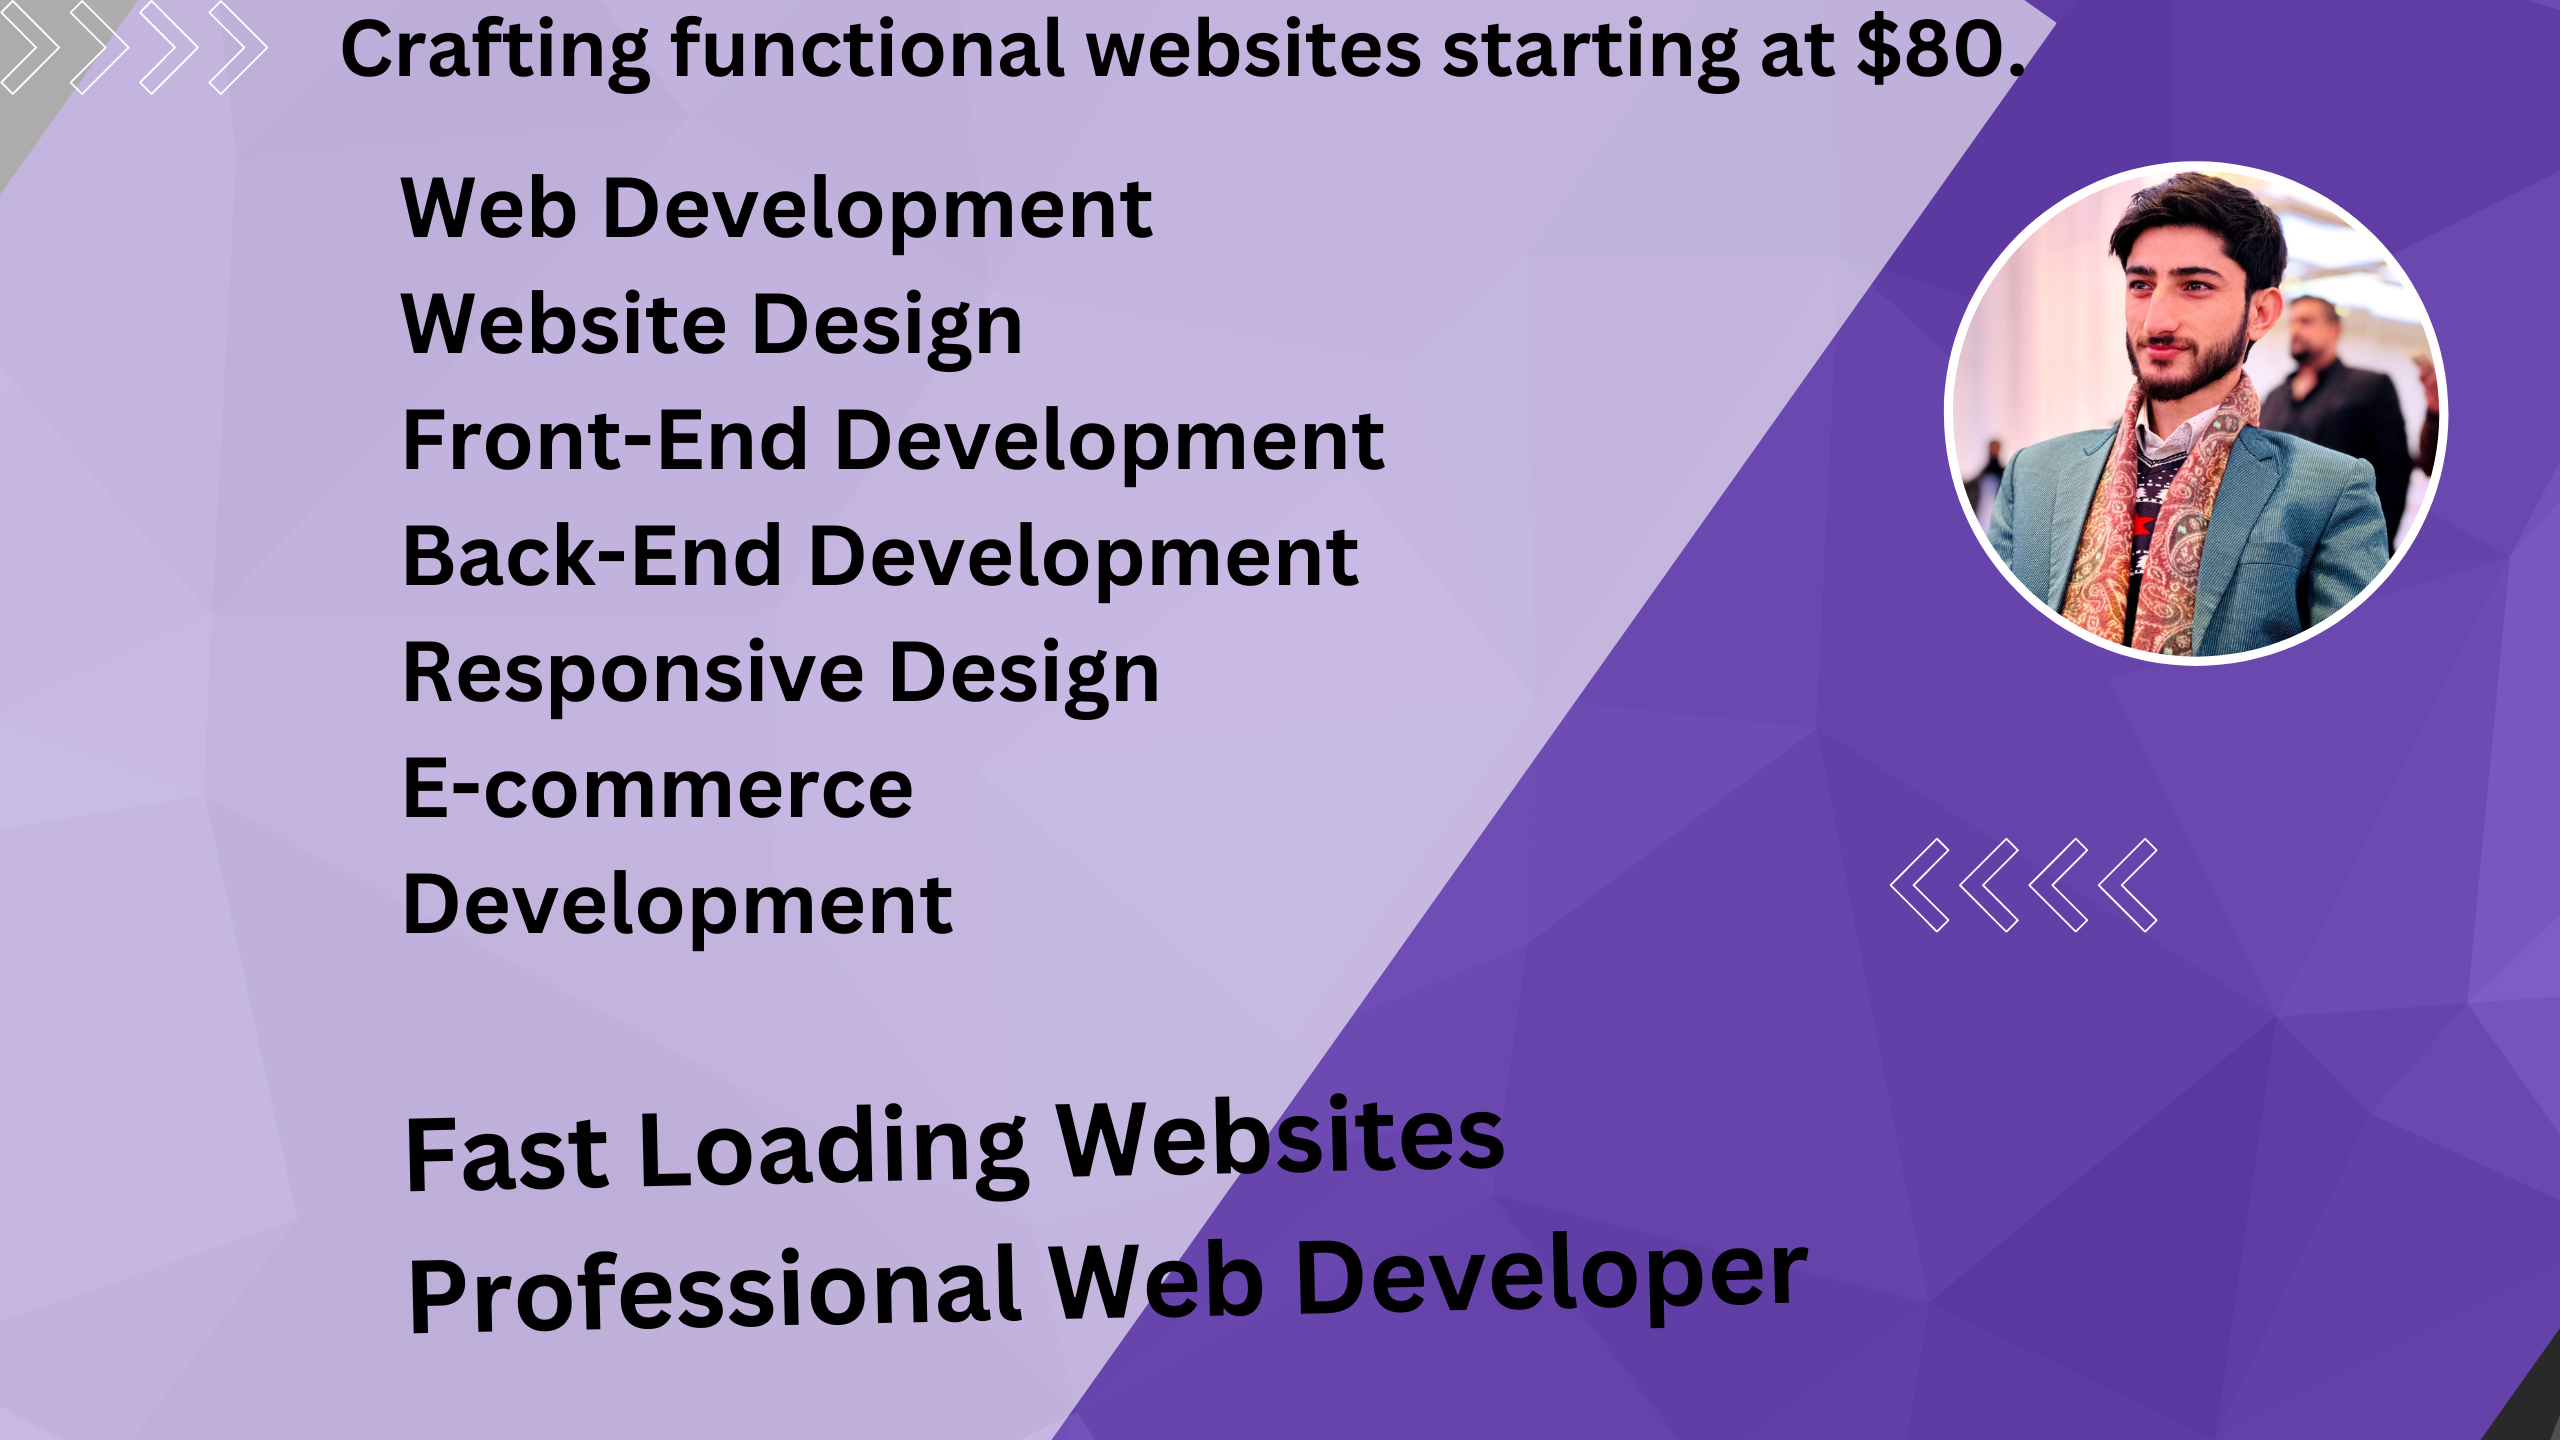 Crafting functional websites starting at $80.
Web Development
Website Design
Front-End Development
Back-End Development
Responsive Design
E-commerce
Development
Fast Loading Websites
Professional Web Developer